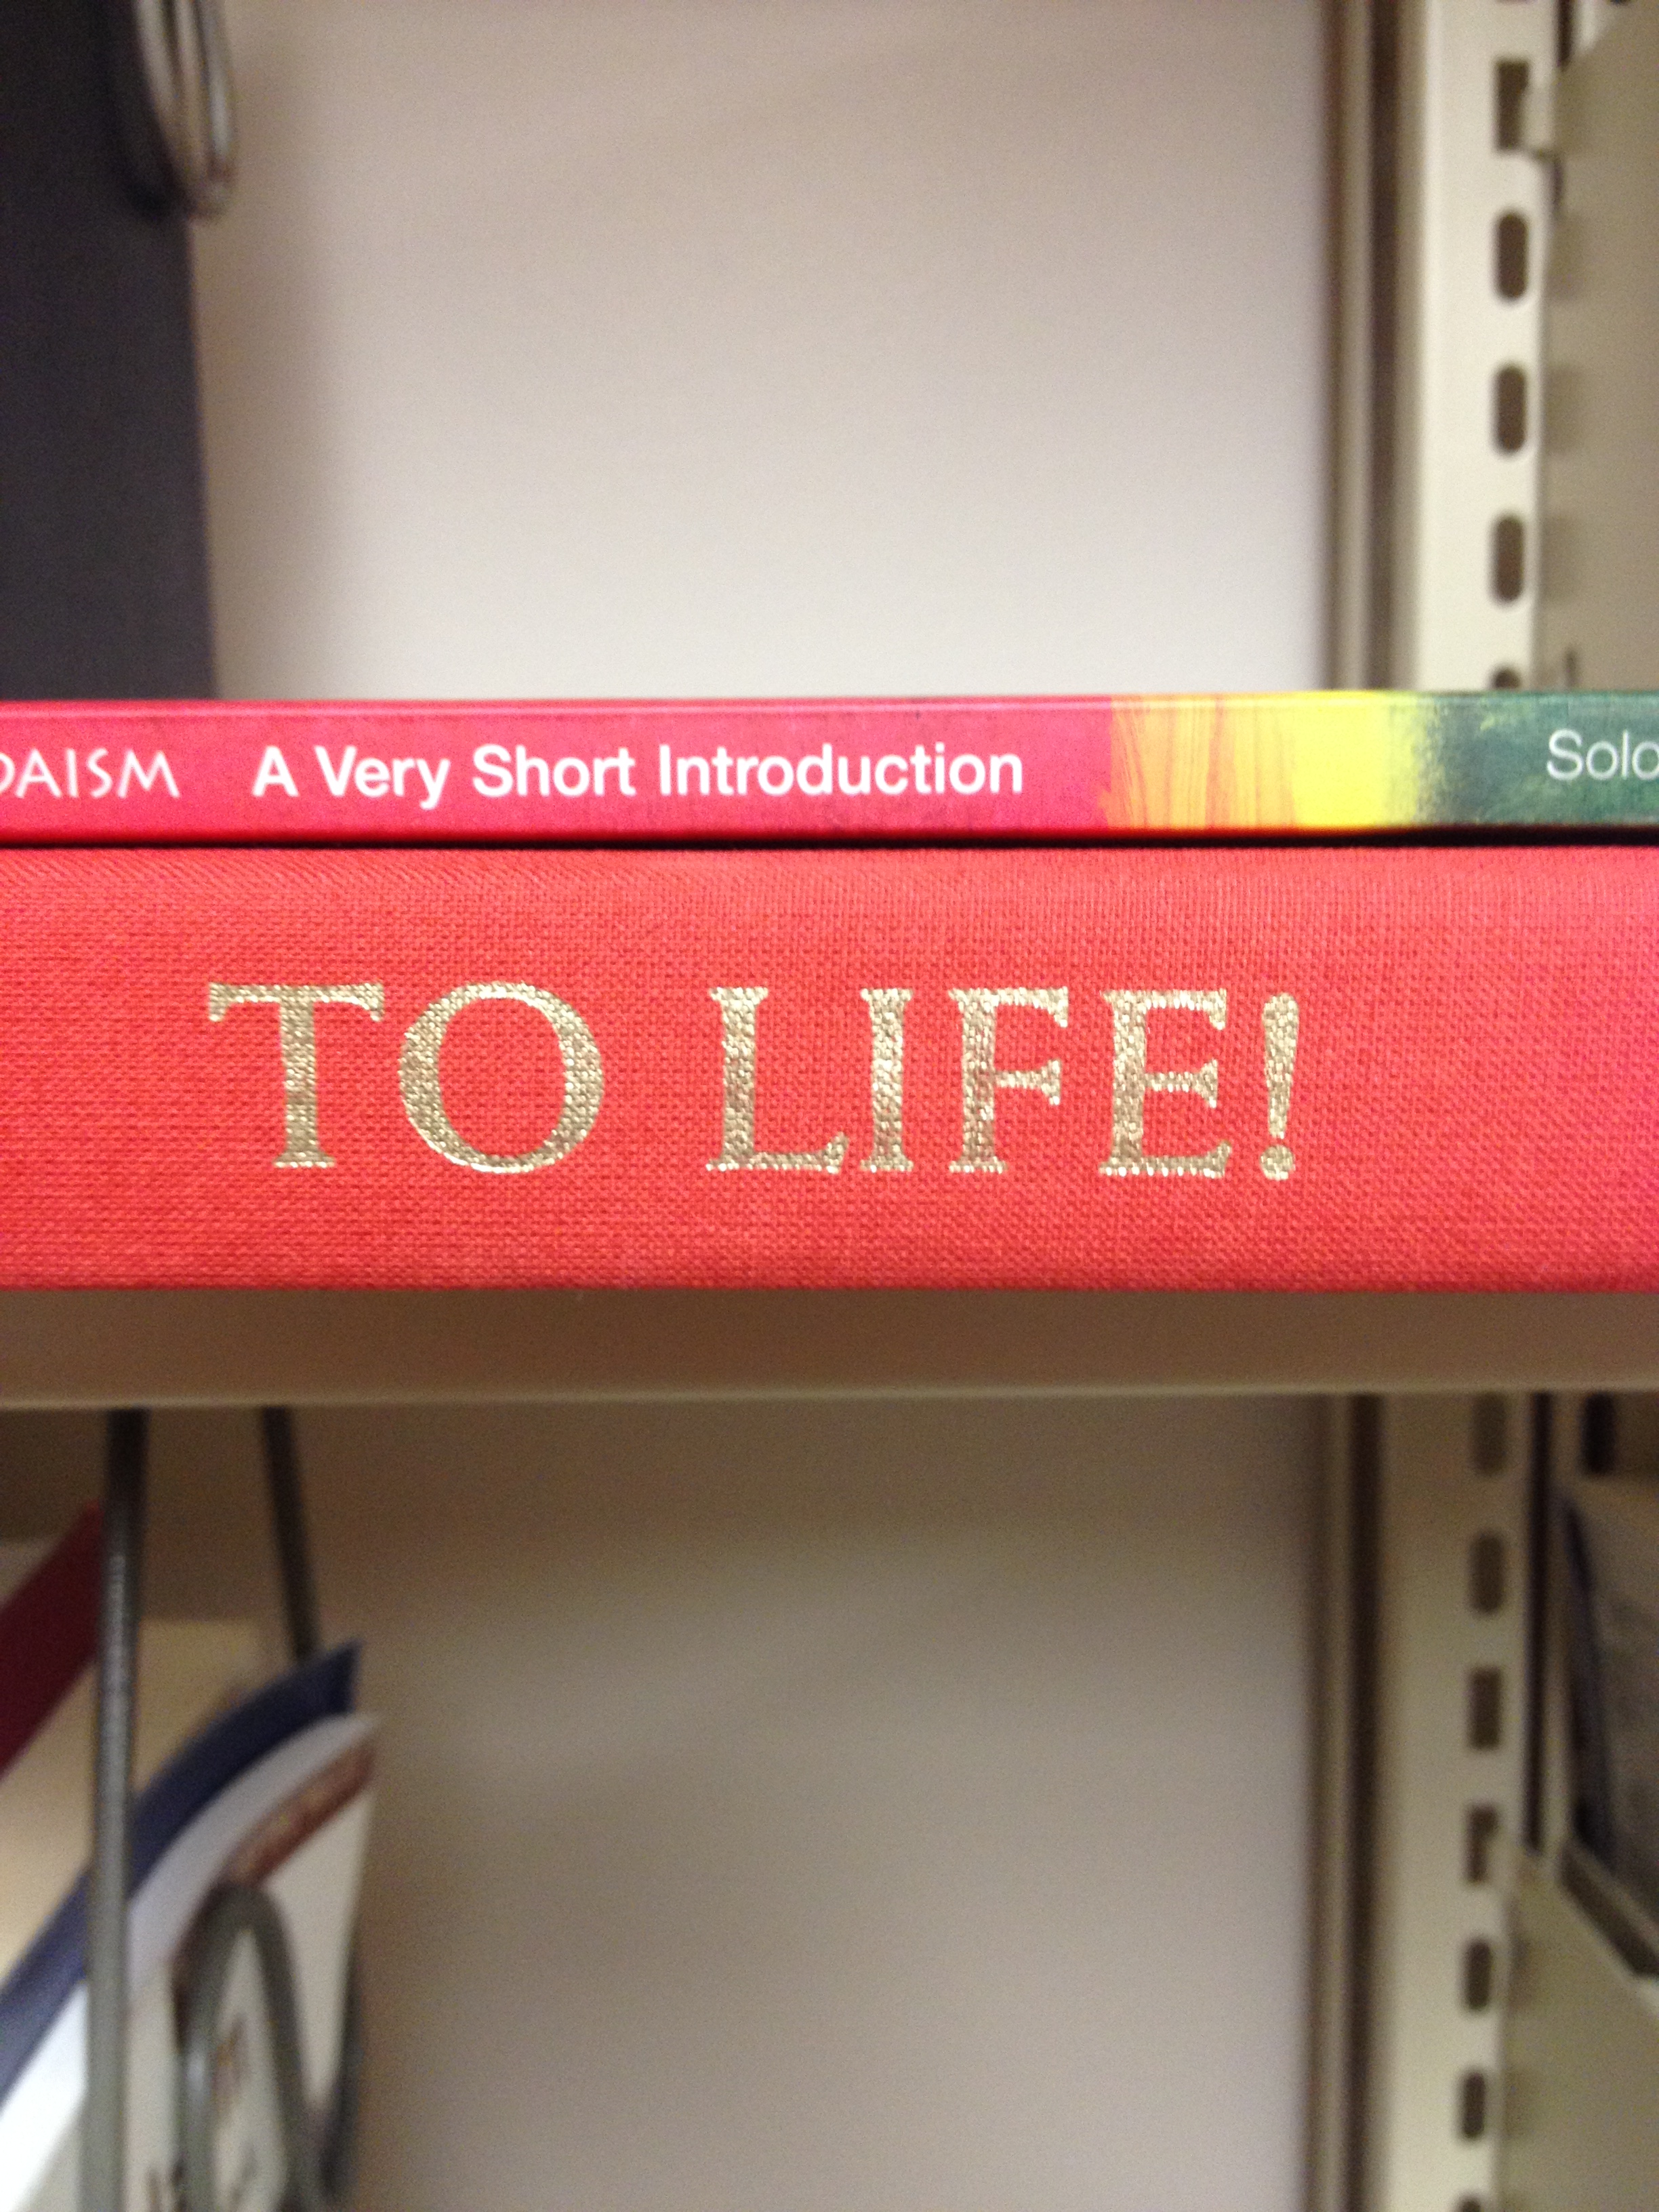 DAISM A Very Short Introduction Solo
TO LIFE!